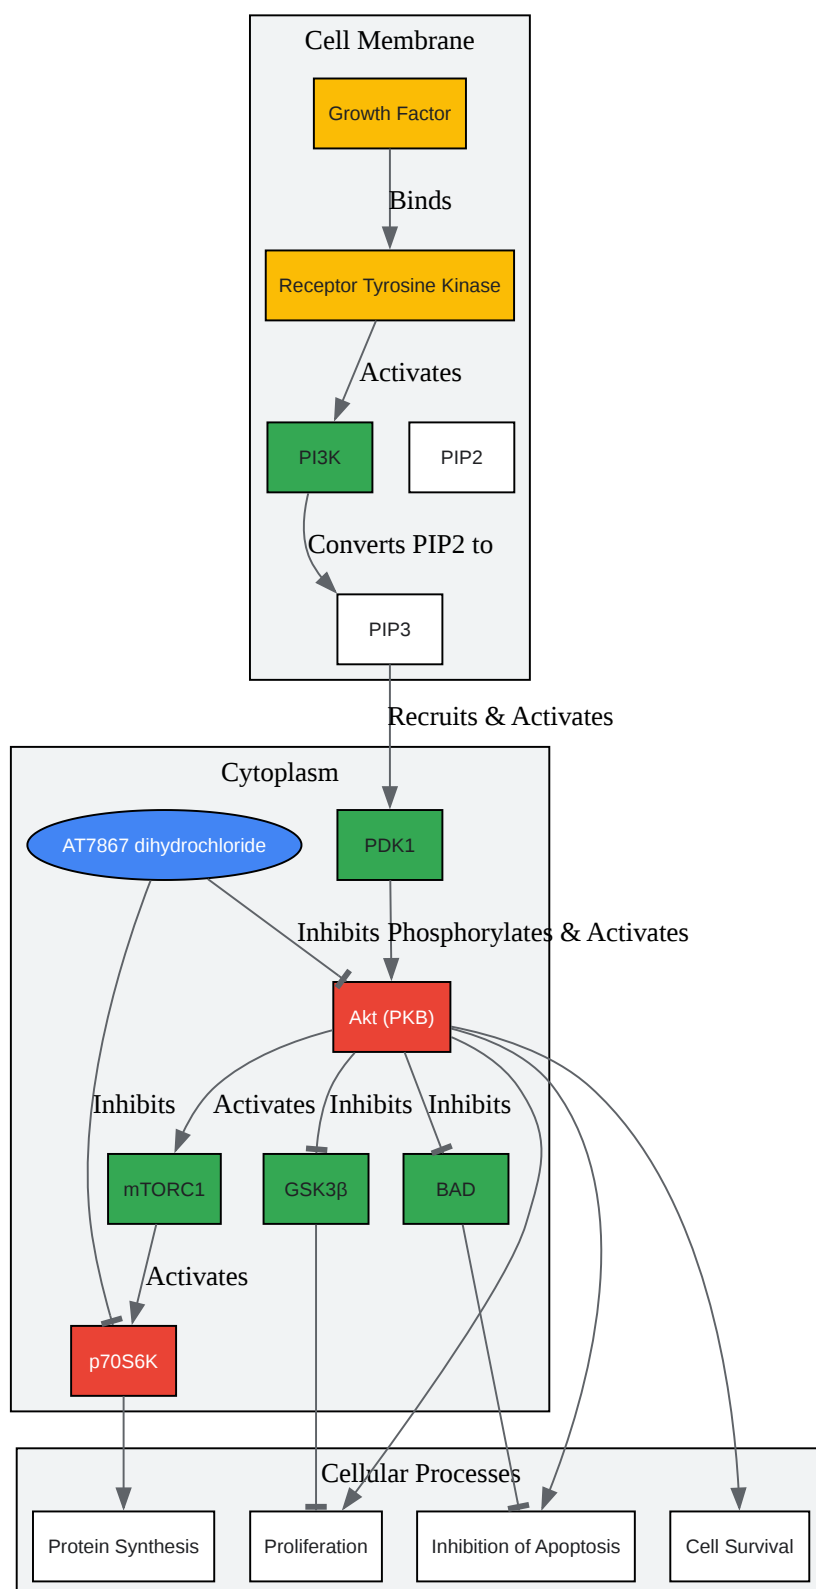 Cell Membrane
Growth Factor
Binds
Receptor Tyrosine Kinase
Activates
PI3K
PIP2
Converts PIP2 to
PIP3
Recruits & Activates
Cytoplasm
AT7867 dihydrochloride
PDK1
Inhibits
Phosphorylates & Activates
Akt (PKB)
Inhibits
Activates
Inhibits
Inhibits
mTORC1
GSK3β
BAD
Activates
p70S6K
Cellular Processes
Protein Synthesis
Proliferation
Inhibition of Apoptosis
Cell Survival